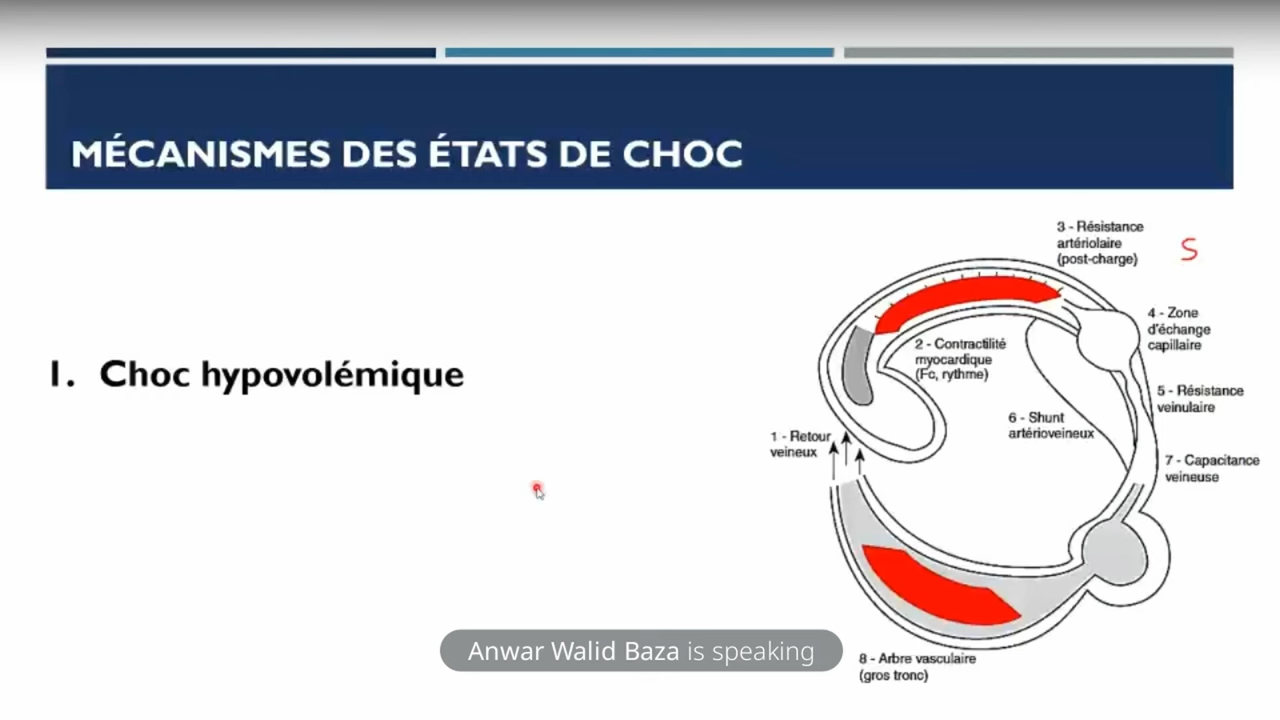 MÉCANISMES DES ÉTATS DE CHOC
1. Choc hypovolémique
3 - Résistance
artériolaire
(post-charge)
S
4 - Zone
d'échange
capillaire
2 - Contractilité
myocardique
(Fc, rythme)
5 - Résistance
veinulaire
6 - Shunt
artérioveineux
1 - Retour
veineux
7 - Capacitance
veineuse
Anwar Walid Baza is speaking
8 - Arbre vasculaire
(gros tronc)